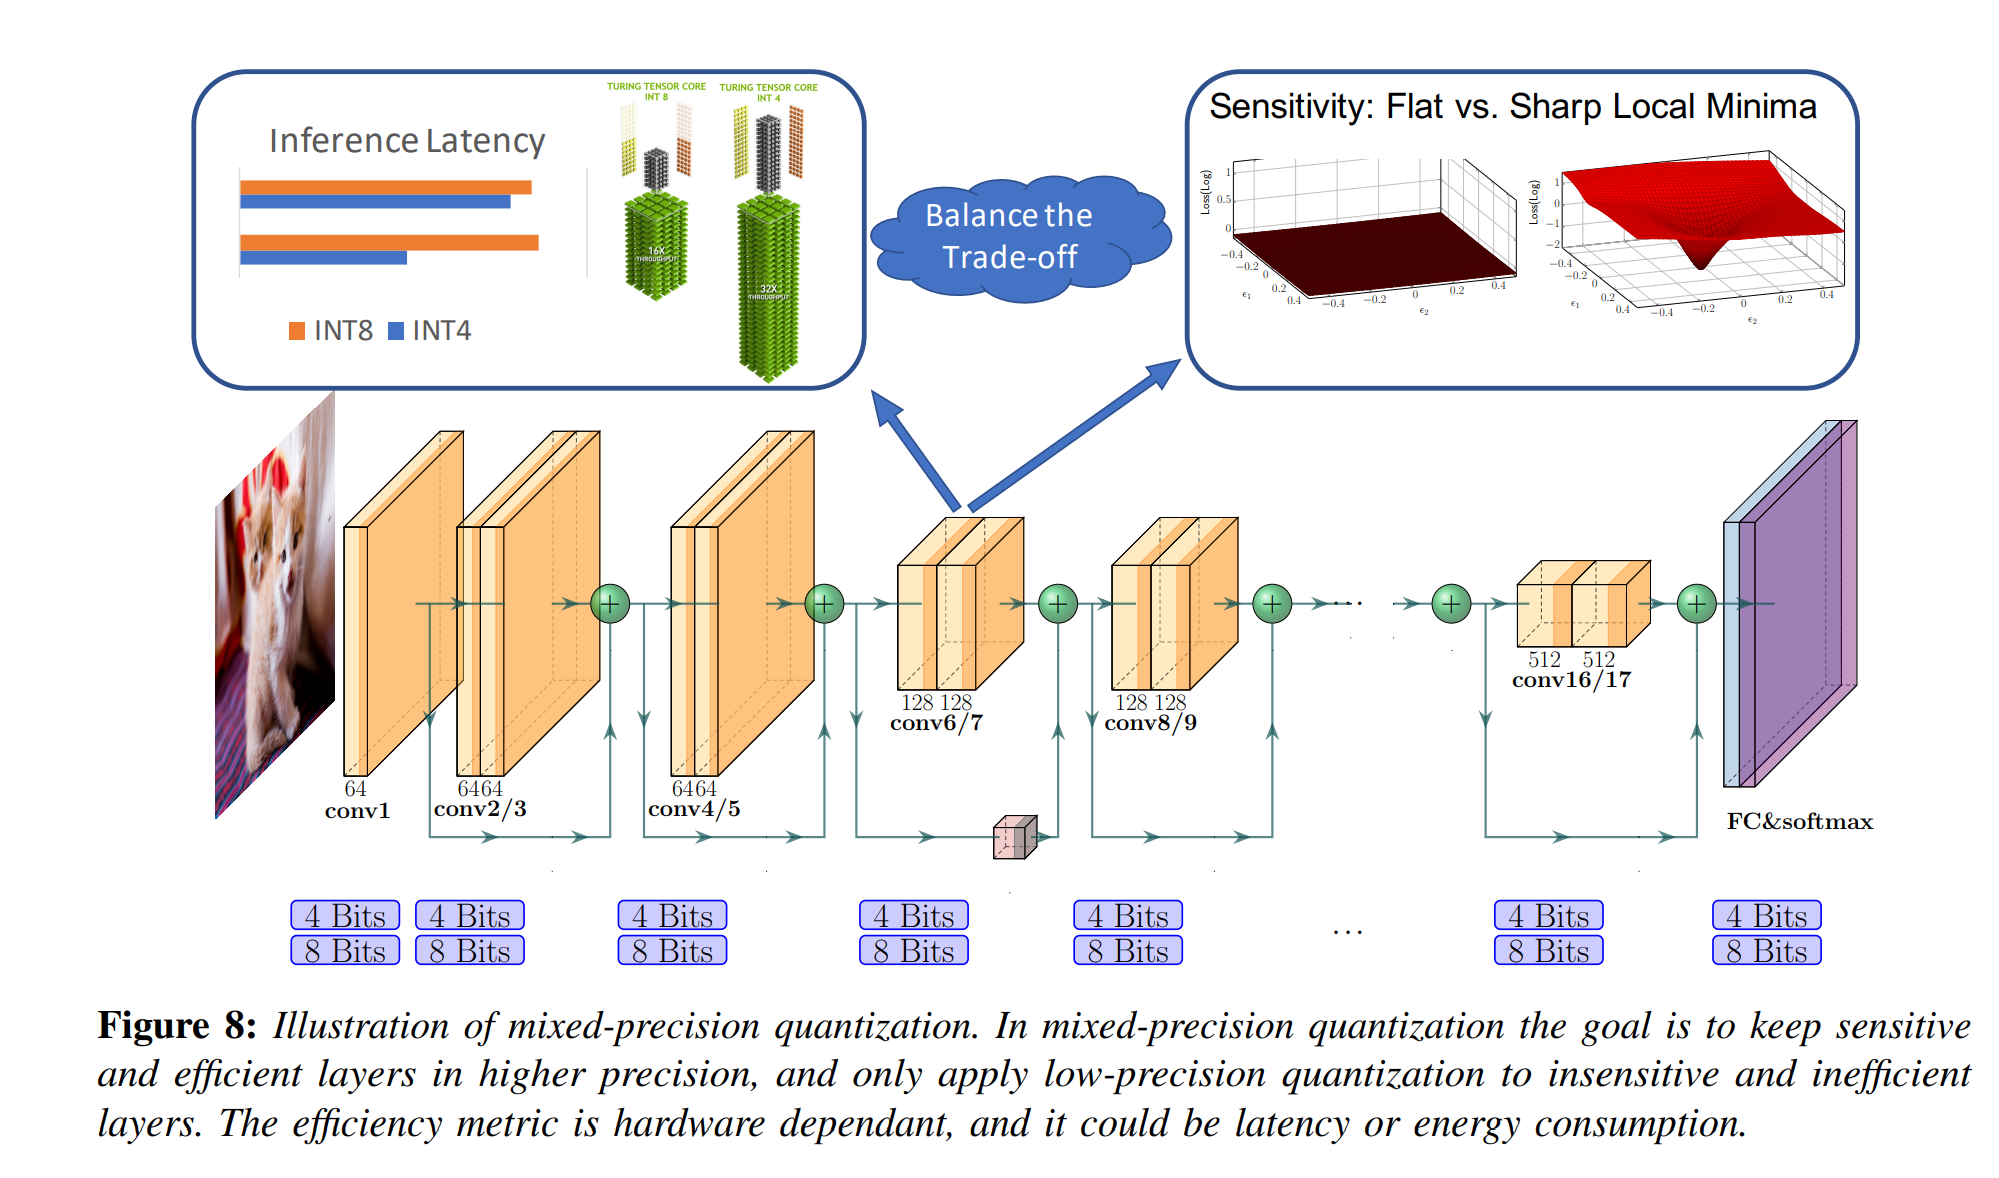 TURING TENSOR CORE
INT 8
TURING TENSOR CORE
INT 4
Inference Latency
16X
THROUGHPUT
32X
THROUGHPUT
INT8 INT4
Balance the
Trade-off
Sensitivity: Flat vs. Sharp Local Minima
Loss(Log)
1
0.5
0
−0.4
−0.2
0
0.2
0.4
ϵ1
−0.4
−0.2
0
0.2
0.4
ϵ2
Loss(Log)
1
0
−1
−2
−0.4
−0.2
0
0.2
0.4
ϵ1
−0.4
−0.2
0
0.2
0.4
ϵ2
+ + + + + ... + +
64
conv1
6464
conv2/3
6464
conv4/5
128 128
conv6/7
128 128
conv8/9
512 512
conv16/17
FC&softmax
4 Bits 4 Bits 4 Bits 4 Bits 4 Bits 4 Bits 4 Bits
8 Bits 8 Bits 8 Bits 8 Bits 8 Bits ... 8 Bits 8 Bits
Figure 8: Illustration of mixed-precision quantization. In mixed-precision quantization the goal is to keep sensitive
and efficient layers in higher precision, and only apply low-precision quantization to insensitive and inefficient
layers. The efficiency metric is hardware dependant, and it could be latency or energy consumption.